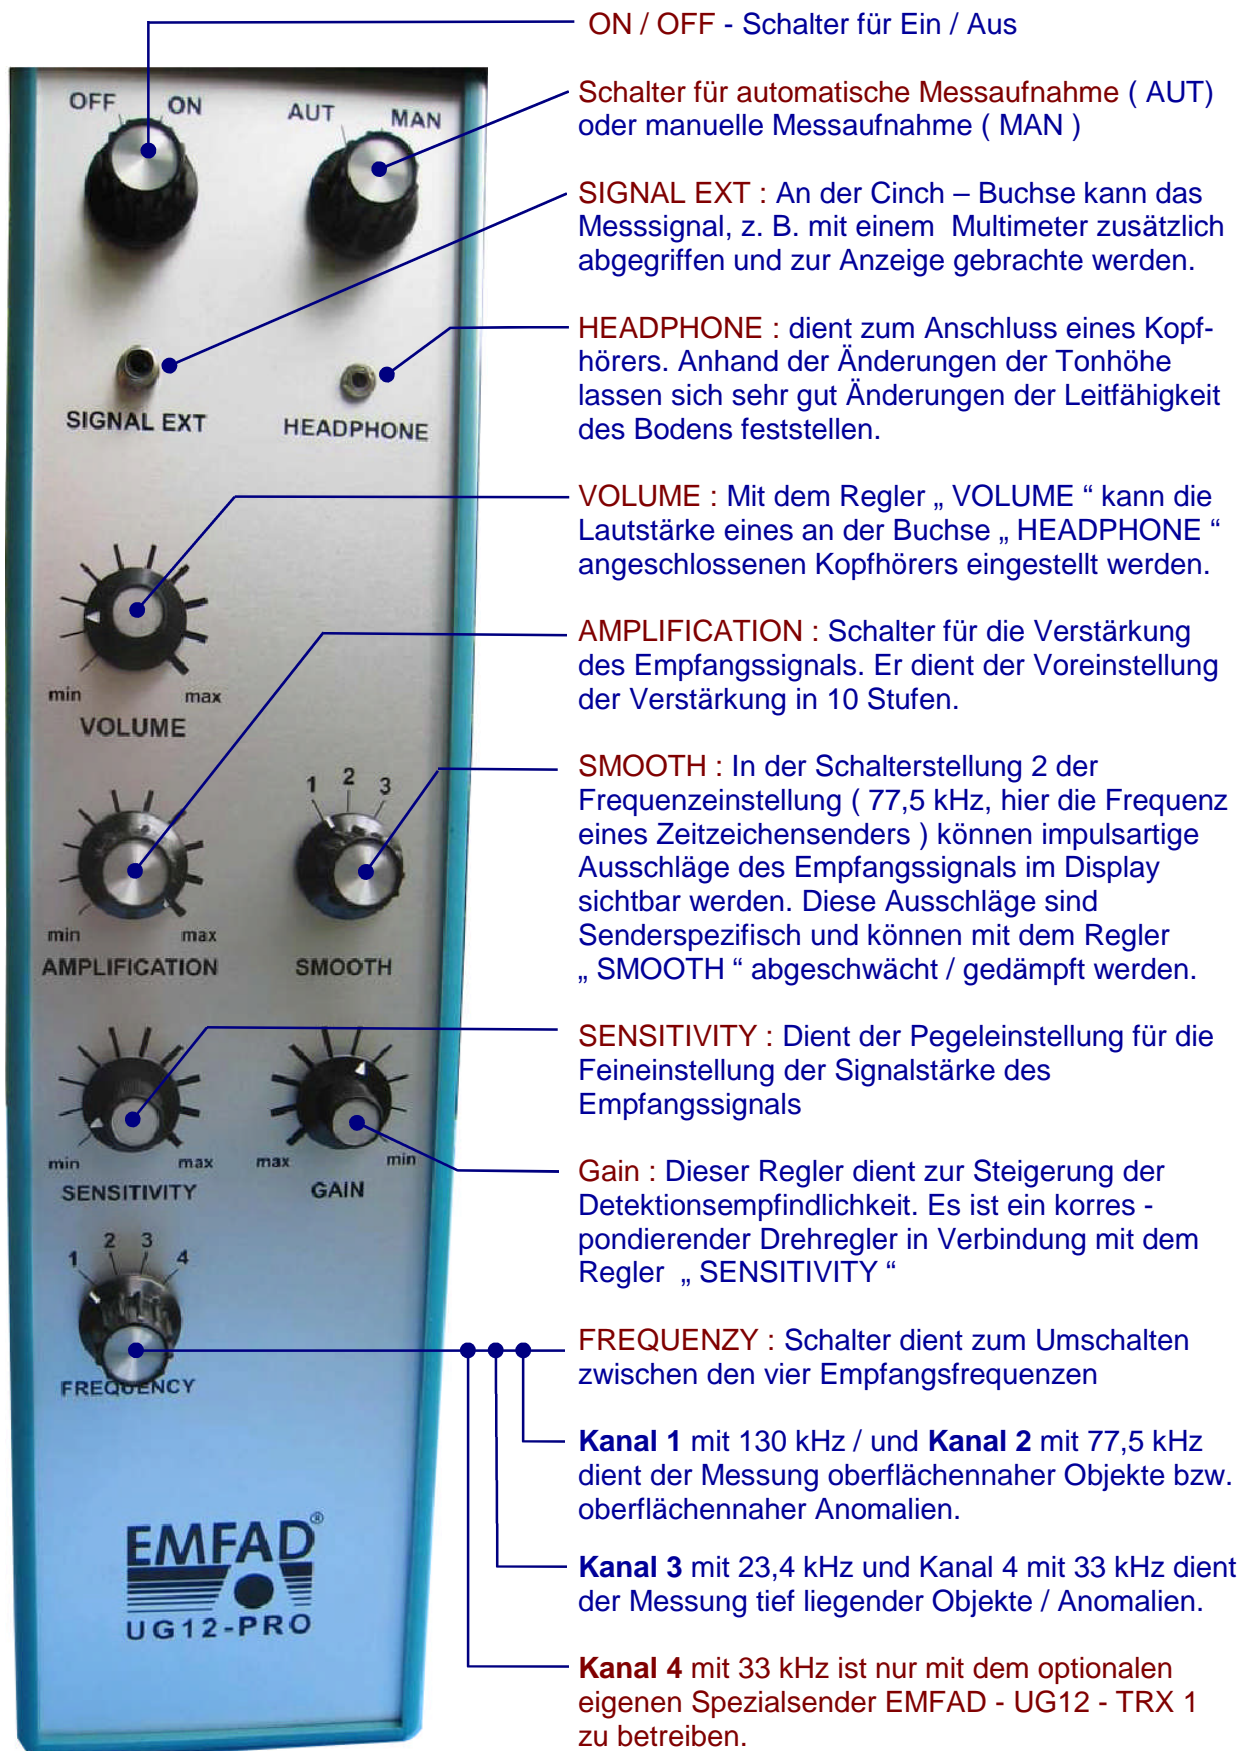 ON / OFF - Schalter für Ein / Aus
Schalter für automatische Messaufnahme ( AUT)
oder manuelle Messaufnahme ( MAN )
SIGNAL EXT : An der Cinch – Buchse kann das
Messsignal, z. B. mit einem Multimeter zusätzlich
abgegriffen und zur Anzeige gebrachte werden.
HEADPHONE : dient zum Anschluss eines Kopf-
hörers. Anhand der Änderungen der Tonhöhe
lassen sich sehr gut Änderungen der Leitfähigkeit
des Bodens feststellen.
VOLUME : Mit dem Regler „ VOLUME “ kann die
Lautstärke eines an der Buchse „ HEADPHONE “
angeschlossenen Kopfhörers eingestellt werden.
AMPLIFICATION : Schalter für die Verstärkung
des Empfangssignals. Er dient der Voreinstellung
der Verstärkung in 10 Stufen.
SMOOTH : In der Schalterstellung 2 der
Frequenzeinstellung ( 77,5 kHz, hier die Frequenz
eines Zeitzeichensenders ) können impulsartige
Ausschläge des Empfangssignals im Display
sichtbar werden. Diese Ausschläge sind
Senderspezifisch und können mit dem Regler
„ SMOOTH “ abgeschwächt / gedämpft werden.
SENSITIVITY : Dient der Pegeleinstellung für die
Feineinstellung der Signalstärke des
Empfangssignals
Gain : Dieser Regler dient zur Steigerung der
Detektionsempfindlichkeit. Es ist ein korres -
pondierender Drehregler in Verbindung mit dem
Regler „ SENSITIVITY “
FREQUENZY : Schalter dient zum Umschalten
zwischen den vier Empfangsfrequenzen
Kanal 1 mit 130 kHz / und Kanal 2 mit 77,5 kHz
dient der Messung oberflächennaher Objekte bzw.
oberflächennaher Anomalien.
Kanal 3 mit 23,4 kHz und Kanal 4 mit 33 kHz dient
der Messung tief liegender Objekte / Anomalien.
Kanal 4 mit 33 kHz ist nur mit dem optionalen
eigenen Spezialsender EMFAD - UG12 - TRX 1
zu betreiben.
OFF ON AUT MAN
SIGNAL EXT HEADPHONE
min max
VOLUME
1 2 3
min max
AMPLIFICATION SMOOTH
min max max min
SENSITIVITY GAIN
1 2 3 4
FREQUENCY
EMFAD®
UG12-PRO